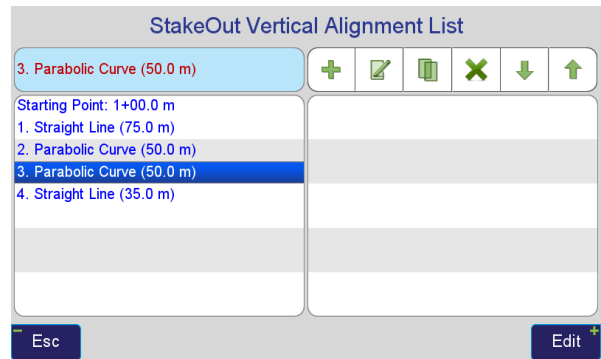 StakeOut Vertical Alignment List
3. Parabolic Curve (50.0 m)
Starting Point: 1+00.0 m
1. Straight Line (75.0 m)
2. Parabolic Curve (50.0 m)
3. Parabolic Curve (50.0 m)
4. Straight Line (35.0 m)
Esc
Edit